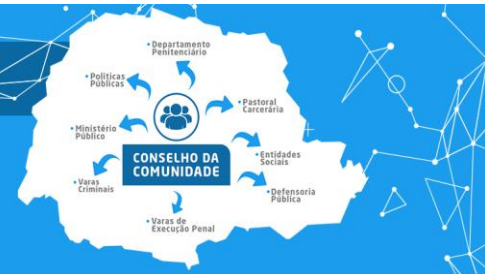 • Departamento
Penitenciário
• Políticas
Públicas
• Pastoral
Carcerária
• Ministério
Público
CONSELHO DA
COMUNIDADE
• Entidades
Sociais
• Varas
Criminais
• Defensoria
Pública
• Varas de
Execução Penal